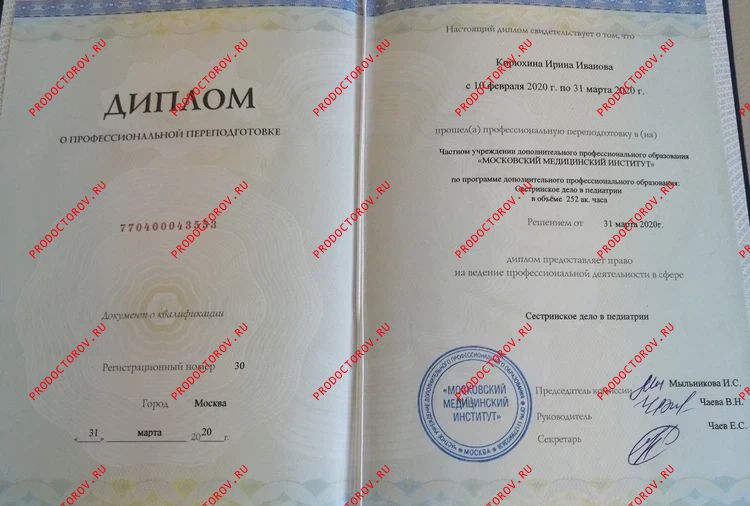 ДИПЛОМ
О ПРОФЕССИОНАЛЬНОЙ ПЕРЕПОДГОТОВКЕ
770400043553
Документ о квалификации
Регистрационный номер 30
Город Москва
«31» марта 2020г.
Настоящий диплом свидетельствует о том, что
Ирина
с 10 февраля 2020 г. по 31 марта 2020 г.
прошел(а) профессиональную переподготовку в (на)
Частном учреждении дополнительного профессионального образования
«МОСКОВСКИЙ МЕДИЦИНСКИЙ ИНСТИТУТ»
по программе дополнительного профессионального образования:
Сестринское дело в педиатрии
в объёме 252 ак. часа
Решением от 31 марта 2020г.
диплом предоставляет право
на ведение профессиональной деятельности в сфере
Сестринское дело в педиатрии
«МОСКОВСКИЙ
МЕДИЦИНСКИЙ
ИНСТИТУТ»
* МОСКВА *
Председатель комиссии Мыльникова И.С.
Руководитель Чаева В.Н.
Секретарь Чаев Е.С.
PRODOCTOROV.RU